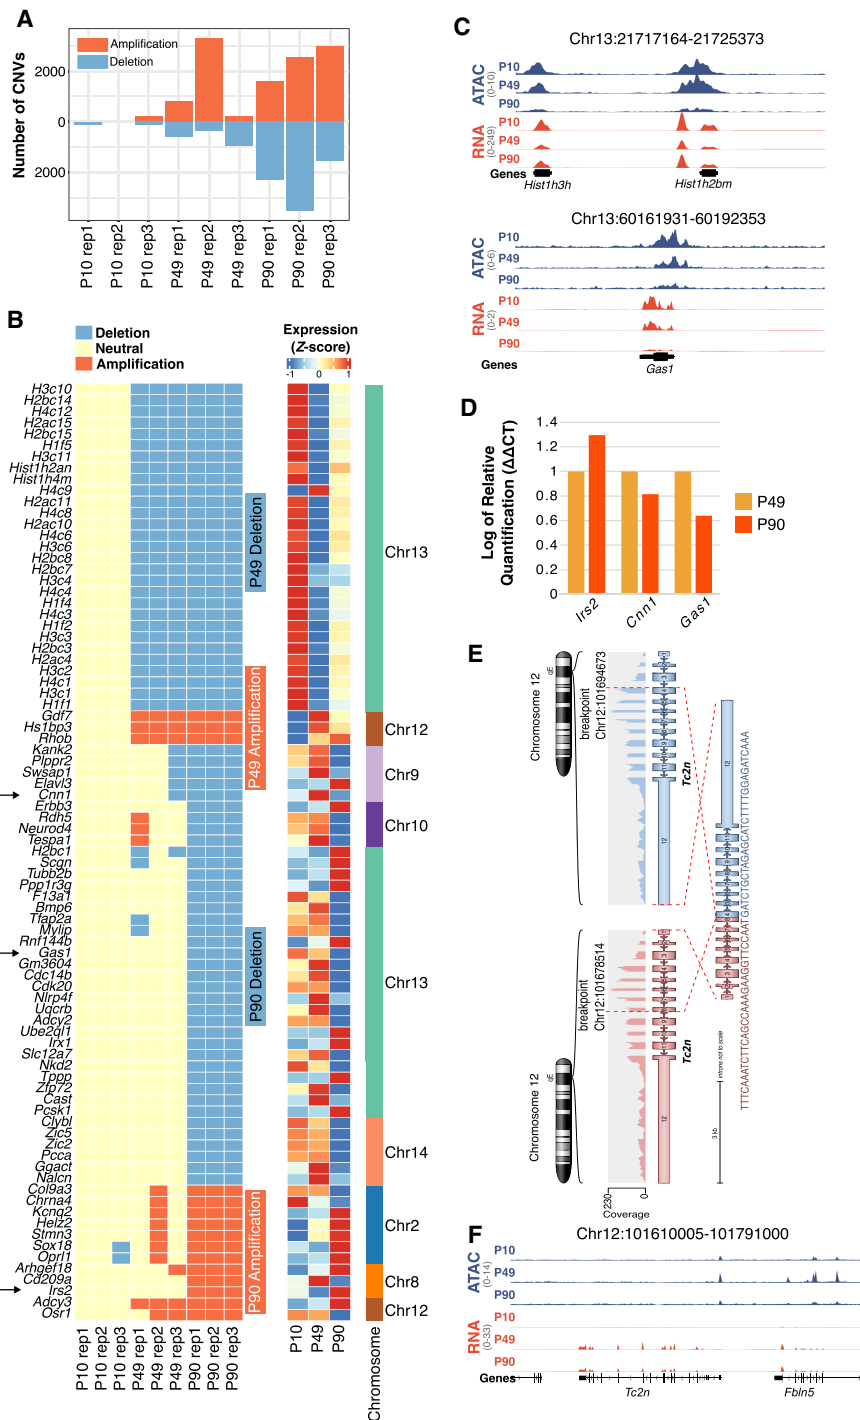 A
Number of CNVs
Amplification
Deletion
2000
0
2000
P10 rep1
P10 rep2
P10 rep3
P49 rep1
P49 rep2
P49 rep3
P90 rep1
P90 rep2
P90 rep3
B
Deletion
Neutral
Amplification
Expression
(Z-score)
-1
1
H3c10
H2bc14
H4c12
H2ac15
H2bc15
H1f5
H3c11
Hist1h2an
Hist1h4m
H4c9
H2ac11
H4c8
H2ac10
H4c6
H3c6
H2bc8
H2bc7
H3c4
H4c4
H1f4
H4c3
H1f2
H3c3
H2bc3
H2ac4
H3c2
H4c1
H3c1
H1f1
Gdf7
Hs1bp3
Rhob
Kank2
Plppr2
Swsap1
Elavl3
Cnn1
Erbb3
Rdh5
Neurod4
Tespa1
H2bc1
Scgn
Tubb2b
Ppp1r3g
F13a1
Bmp6
Tfap2a
Mylip
Rnf144b
Gas1
Gm3604
Cdc14b
Cdk20
Nlrp4f
Uqcrb
Adcy2
Ube2ql1
Irx1
Slc12a7
Nkd2
Tppp
Zfp72
Cast
Pcsk1
Clybl
Zic5
Zic2
Pcca
Ggact
Nalcn
Col9a3
Chrna4
Kcnq2
Helz2
Stmn3
Sox18
Oprl1
Arhgef18
Cd209a
Irs2
Adcy3
Osr1
P49 Deletion
P49 Amplification
P90 Deletion
P90 Amplification
Chr13
Chr12
Chr9
Chr10
Chr13
Chr14
Chr2
Chr8
Chr12
P10 rep1
P10 rep2
P10 rep3
P49 rep1
P49 rep2
P49 rep3
P90 rep1
P90 rep2
P90 rep3
P10
P49
P90
Chromosome
C
Chr13:21717164-21725373
ATAC
(0-10)
P10
P49
P90
RNA
(0-249)
P10
P49
P90
Genes
Hist1h3h
Hist1h2bm
Chr13:60161931-60192353
ATAC
(0-6)
P10
P49
P90
RNA
(0-2)
P10
P49
P90
Genes
Gas1
D
Log of Relative
Quantification (ΔΔCT)
1.4
1.2
1
0.8
0.6
0.4
0.2
0
Irs2
Cnn1
Gas1
P49
P90
E
Chromosome 12
qE
breakpoint
Chr12:101694673
Tc2n
12
12
Chromosome 12
qE
breakpoint
Chr12:101678514
Tc2n
12
230
0
Coverage
3 kb
introns not to scale
TTTCAAATCTTCAGCCAAAGAAGGTTCCAAT GATCTGCTAGAGCATCTTTTGGAGATCAAA
F
Chr12:101610005-101791000
ATAC
(0-14)
P10
P49
P90
RNA
(0-33)
P10
P49
P90
Genes
Tc2n
Fbln5